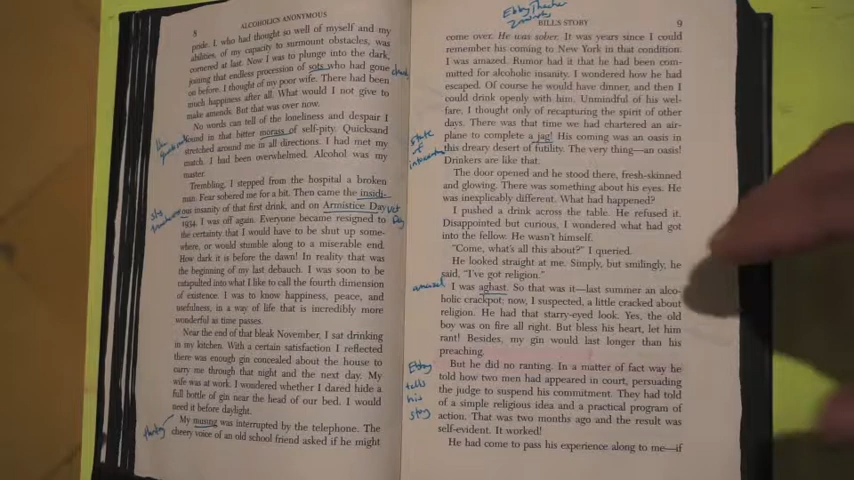 8 ALCOHOLICS ANONYMOUS
pride. I, who had thought so well of myself and my
abilities, of my capacity to surmount obstacles, was
cornered at last. Now I was to plunge into the dark,
joining that endless procession of sots who had gone
on before. I thought of my poor wife. There had been
much happiness after all. What would I not give to
make amends. But that was over now.
No words can tell of the loneliness and despair I
found in that bitter morass of self-pity. Quicksand
stretched around me in all directions. I had met my
match. I had been overwhelmed. Alcohol was my
master.
Trembling, I stepped from the hospital a broken
man. Fear sobered me for a bit. Then came the insidi-
ous insanity of that first drink, and on Armistice Day
1934, I was off again. Everyone became resigned to
the certainty that I would have to be shut up some-
where, or would stumble along to a miserable end.
How dark it is before the dawn! In reality that was
the beginning of my last debauch. I was soon to be
catapulted into what I like to call the fourth dimension
of existence. I was to know happiness, peace, and
usefulness, in a way of life that is incredibly more
wonderful as time passes.
Near the end of that bleak November, I sat drinking
in my kitchen. With a certain satisfaction I reflected
there was enough gin concealed about the house to
carry me through that night and the next day. My
wife was at work. I wondered whether I dared hide a
full bottle of gin near the head of our bed. I would
need it before daylight.
My musing was interrupted by the telephone. The
cheery voice of an old school friend asked if he might
Vet
Day
Ebby Thacher
BILL'S STORY 9
come over. He was sober. It was years since I could
remember his coming to New York in that condition.
I was amazed. Rumor had it that he had been com-
mitted for alcoholic insanity. I wondered how he had
escaped. Of course he would have dinner, and then I
could drink openly with him. Unmindful of his wel-
fare, I thought only of recapturing the spirit of other
days. There was that time we had chartered an air-
plane to complete a jag! His coming was an oasis in
this dreary desert of futility. The very thing—an oasis!
Drinkers are like that.
The door opened and he stood there, fresh-skinned
and glowing. There was something about his eyes. He
was inexplicably different. What had happened?
I pushed a drink across the table. He refused it.
Disappointed but curious, I wondered what had got
into the fellow. He wasn't himself.
"Come, what's all this about?" I queried.
He looked straight at me. Simply, but smilingly, he
said, "I've got religion."
I was aghast. So that was it—last summer an alco-
holic crackpot; now, I suspected, a little cracked about
religion. He had that starry-eyed look. Yes, the old
boy was on fire all right. But bless his heart, let him
rant! Besides, my gin would last longer than his
preaching.
But he did no ranting. In a matter of fact way he
told how two men had appeared in court, persuading
the judge to suspend his commitment. They had told
of a simple religious idea and a practical program of
action. That was two months ago and the result was
self-evident. It worked!
He had come to pass his experience along to me—if
state
of
amazed
Ebby
tells
his
story